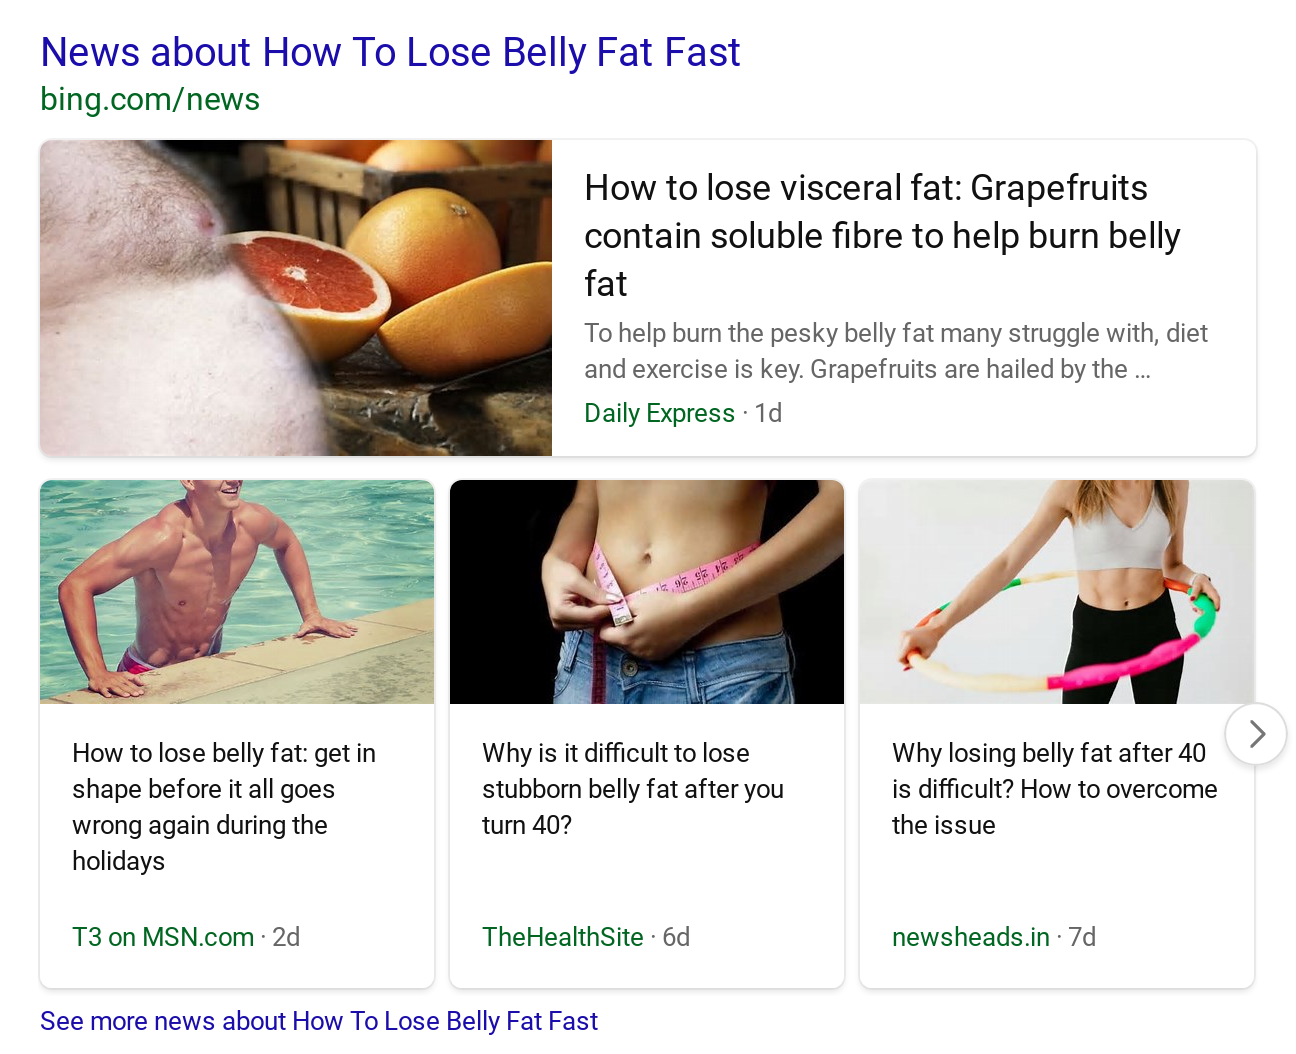 News about How To Lose Belly Fat Fast
bing.com/news
How to lose visceral fat: Grapefruits
contain soluble fibre to help burn belly
fat
To help burn the pesky belly fat many struggle with, diet
and exercise is key. Grapefruits are hailed by the ...
Daily Express · 1d
How to lose belly fat: get in
shape before it all goes
wrong again during the
holidays
T3 on MSN.com · 2d
Why is it difficult to lose
stubborn belly fat after you
turn 40?
TheHealthSite · 6d
Why losing belly fat after 40
is difficult? How to overcome
the issue
newsheads.in · 7d
See more news about How To Lose Belly Fat Fast